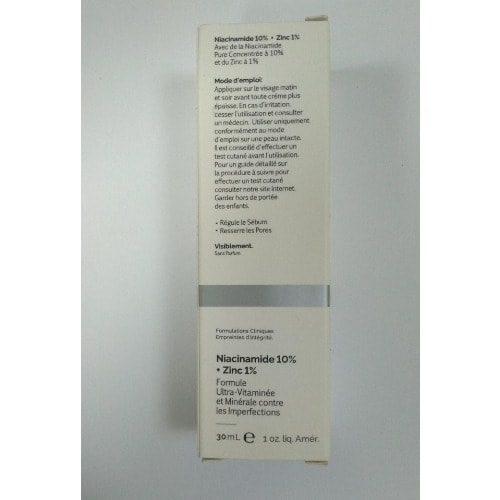 Niacinamide 10% + Zinc 1%
Avec de la Niacinamide
Pure Concentrée à 10%
et du Zinc à 1%
Mode d'emploi:
Appliquer sur le visage matin
et soir avant toute crème plus
épaisse. En cas d'irritation,
cesser l'utilisation et consulter
un médecin. Utiliser uniquement
conformément au mode
d'emploi sur une peau intacte.
Il est conseillé d'effectuer un
test cutané avant l'utilisation.
Pour un guide détaillé sur
la procédure à suivre pour
effectuer un test cutané
consulter notre site Internet.
Garder hors de portée
des enfants.
• Régule le Sébum
• Resserre les Pores
Visiblement.
Sans Parfum
Formulations Cliniques
Empreintes d'Intégrité.
Niacinamide 10%
+ Zinc 1%
Formule
Ultra-Vitaminée
et Minérale contre
les Imperfections
30mL ℮ 1 oz. liq. Amér.